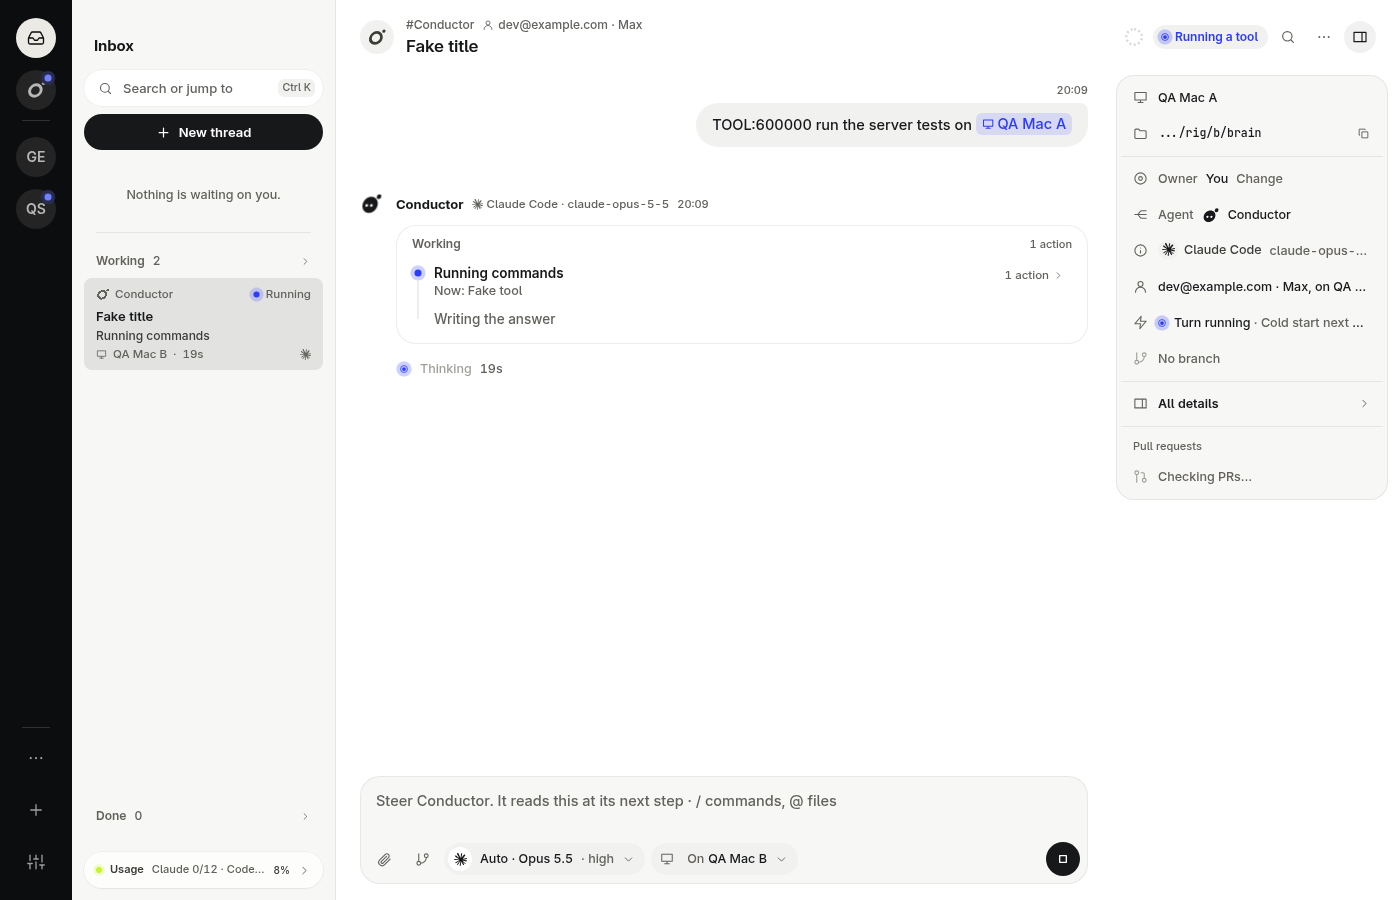 Inbox
Search or jump to
Ctrl K
New thread
GE
QS
Nothing is waiting on you.
Working 2
Conductor
Running
Fake title
Running commands
QA Mac B · 19s
Done 0
Usage Claude 0/12 · Code... 8%
#Conductor dev@example.com · Max
Fake title
Running a tool
20:09
TOOL:600000 run the server tests on QA Mac A
Conductor Claude Code · claude-opus-5-5 20:09
Working
1 action
Running commands
1 action
Now: Fake tool
Writing the answer
Thinking 19s
Steer Conductor. It reads this at its next step · / commands, @ files
Auto · Opus 5.5 · high
On QA Mac B
QA Mac A
.../rig/b/brain
Owner You Change
Agent Conductor
Claude Code claude-opus-...
dev@example.com · Max, on QA ...
Turn running · Cold start next ...
No branch
All details
Pull requests
Checking PRs...